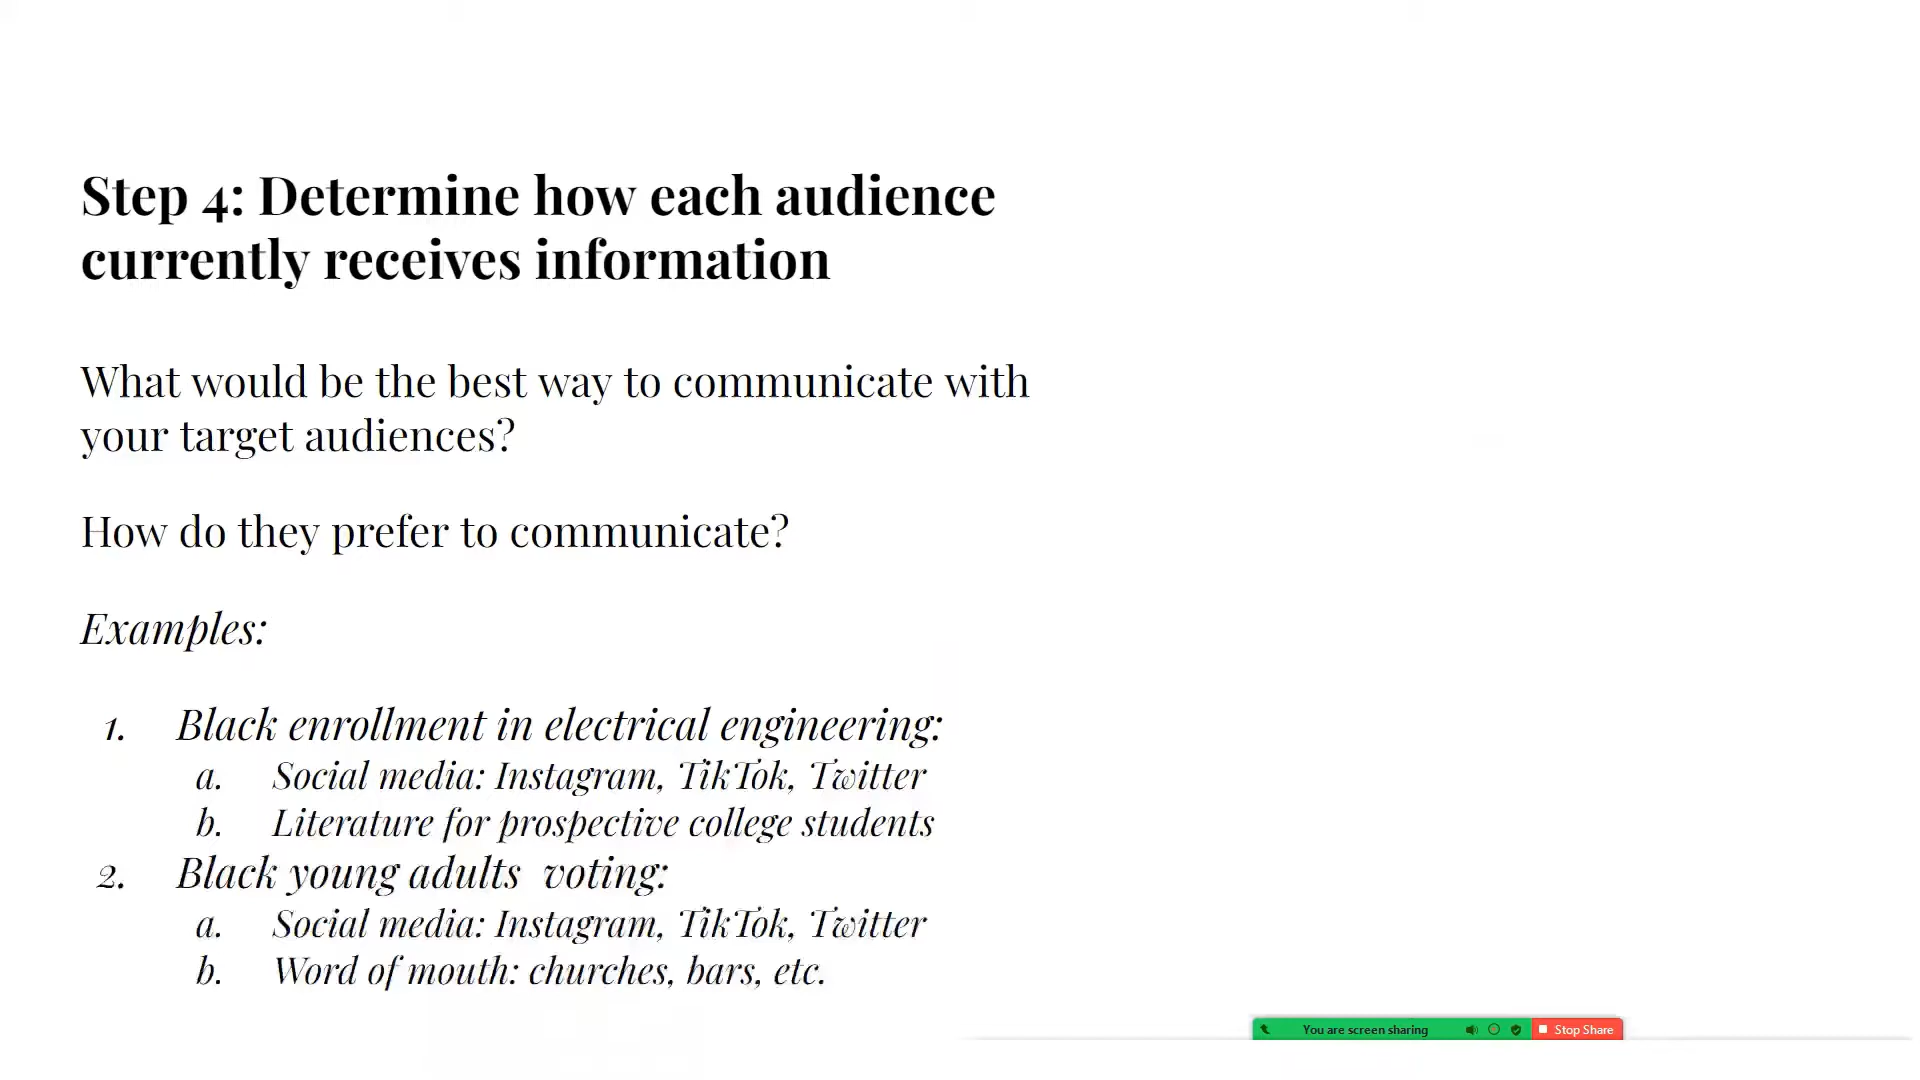 Step 4: Determine how each audience
currently receives information
What would be the best way to communicate with
your target audiences?
How do they prefer to communicate?
Examples:
1. Black enrollment in electrical engineering:
a. Social media: Instagram, TikTok, Twitter
b. Literature for prospective college students
2. Black young adults voting:
a. Social media: Instagram, TikTok, Twitter
b. Word of mouth: churches, bars, etc.
You are screen sharing Stop Share